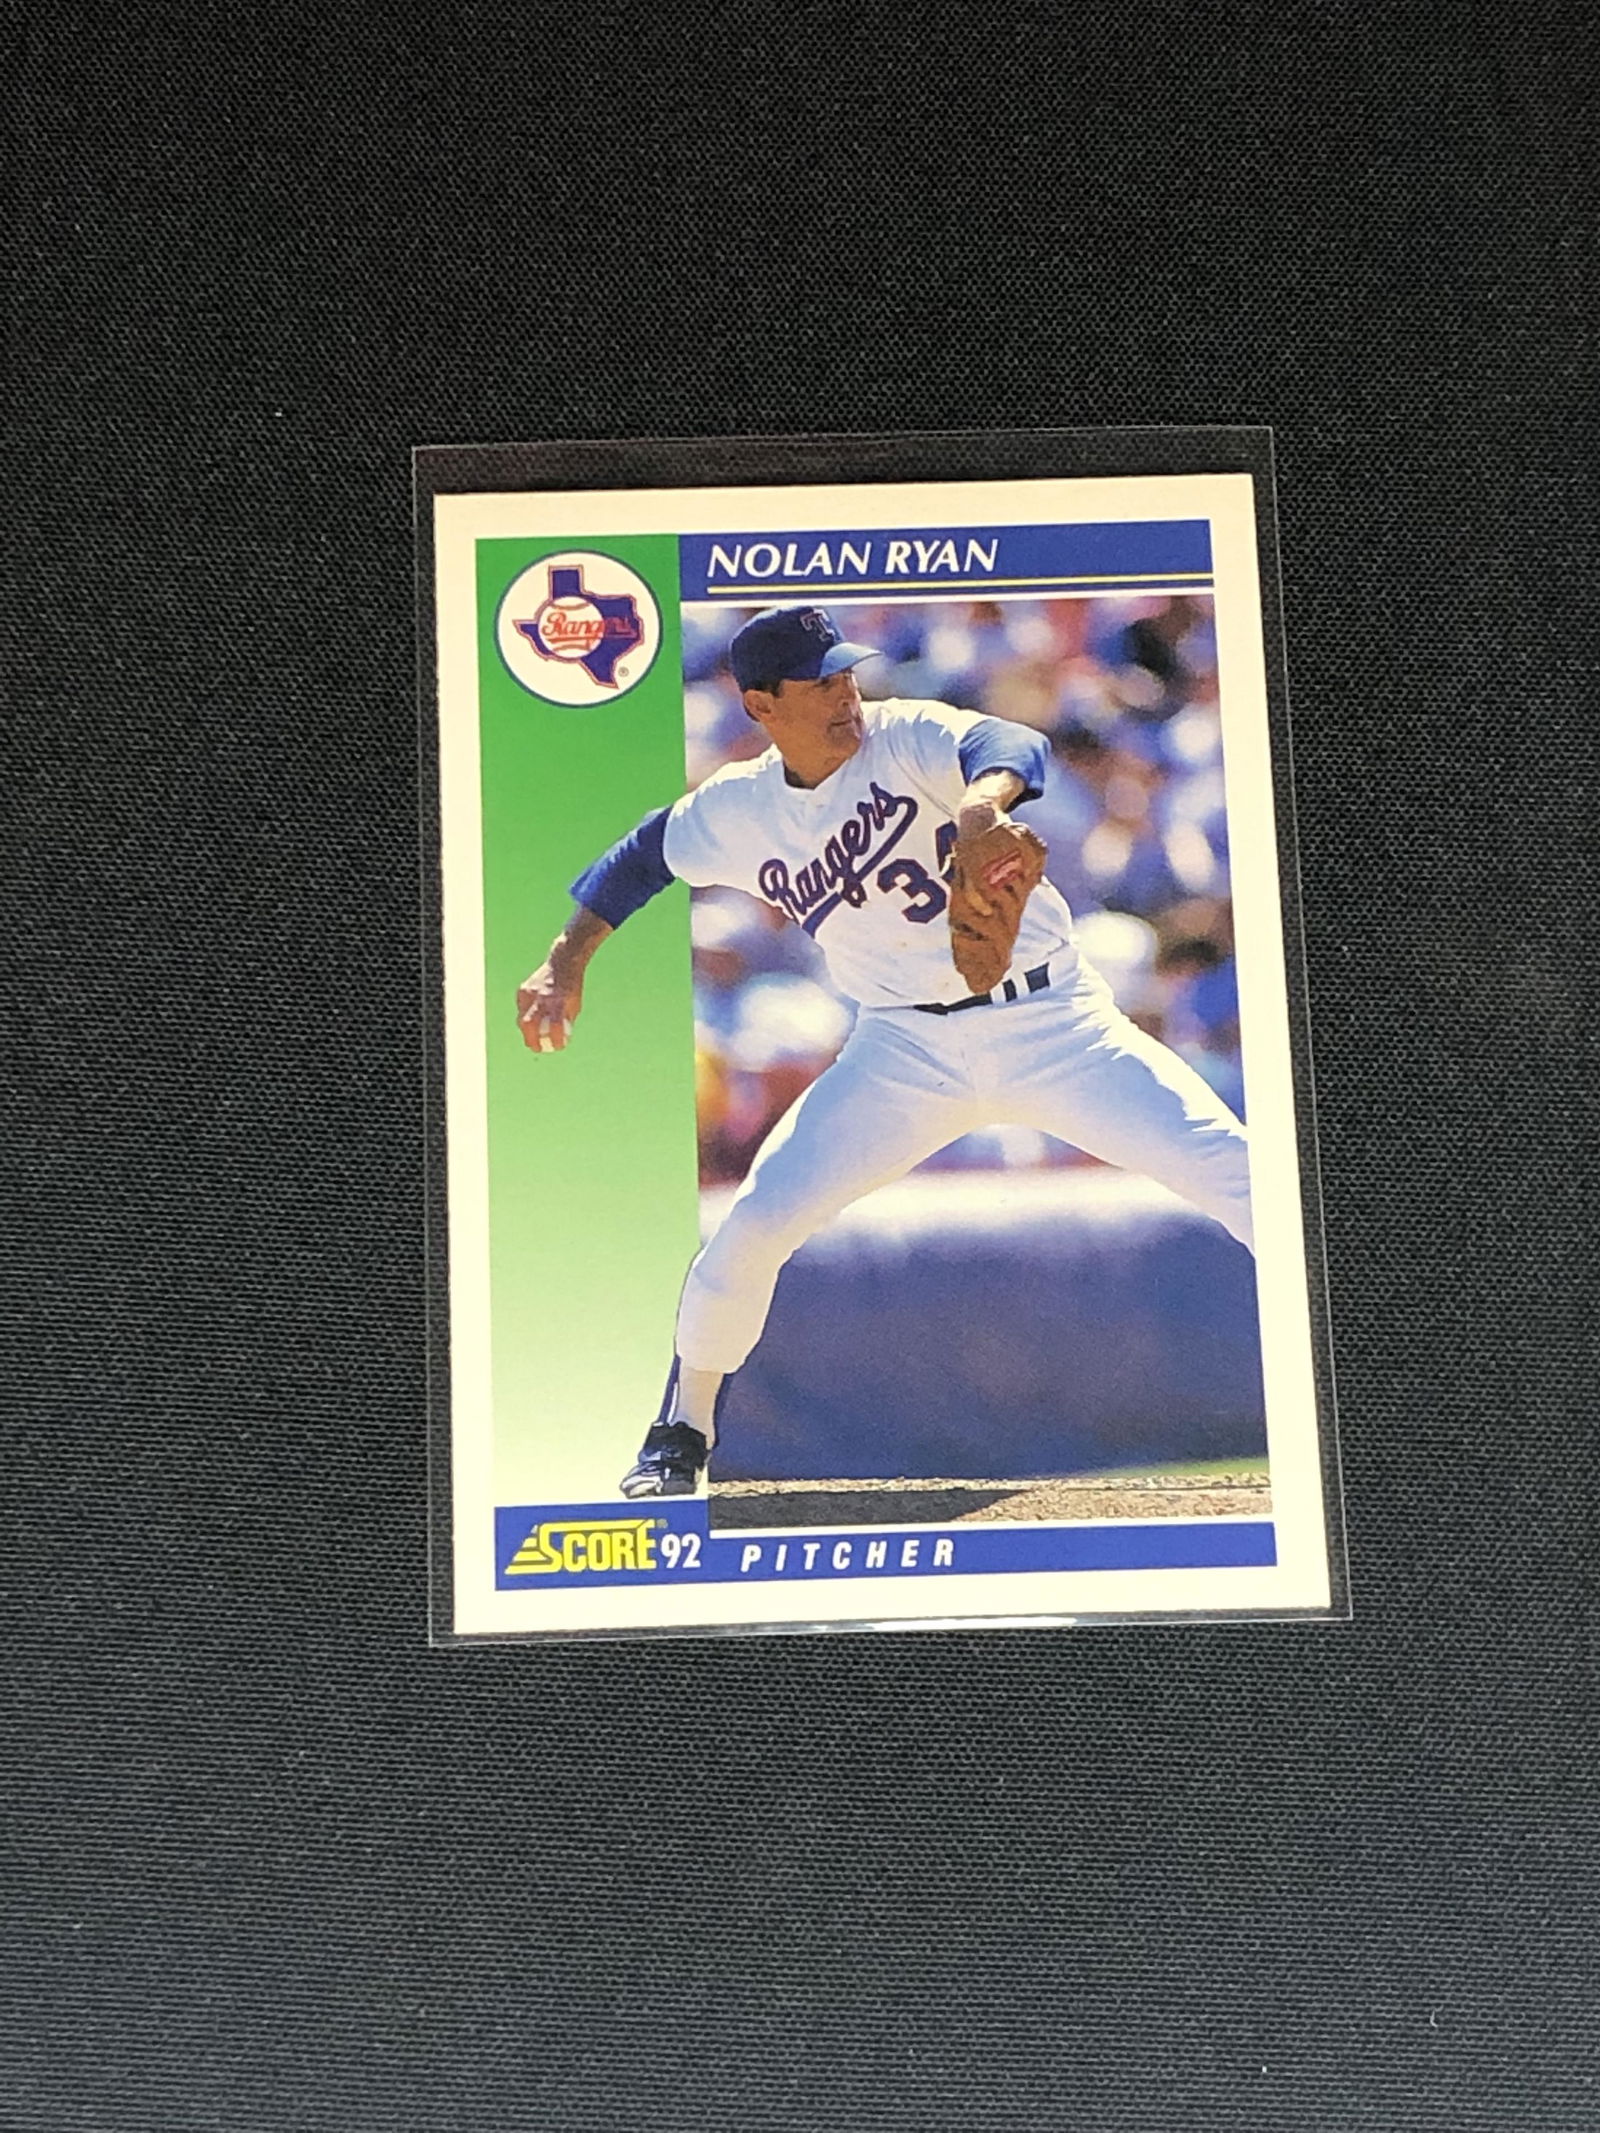 NOLAN RYAN
Rangers
®
T
Rangers
3
SCORE® 92
PITCHER